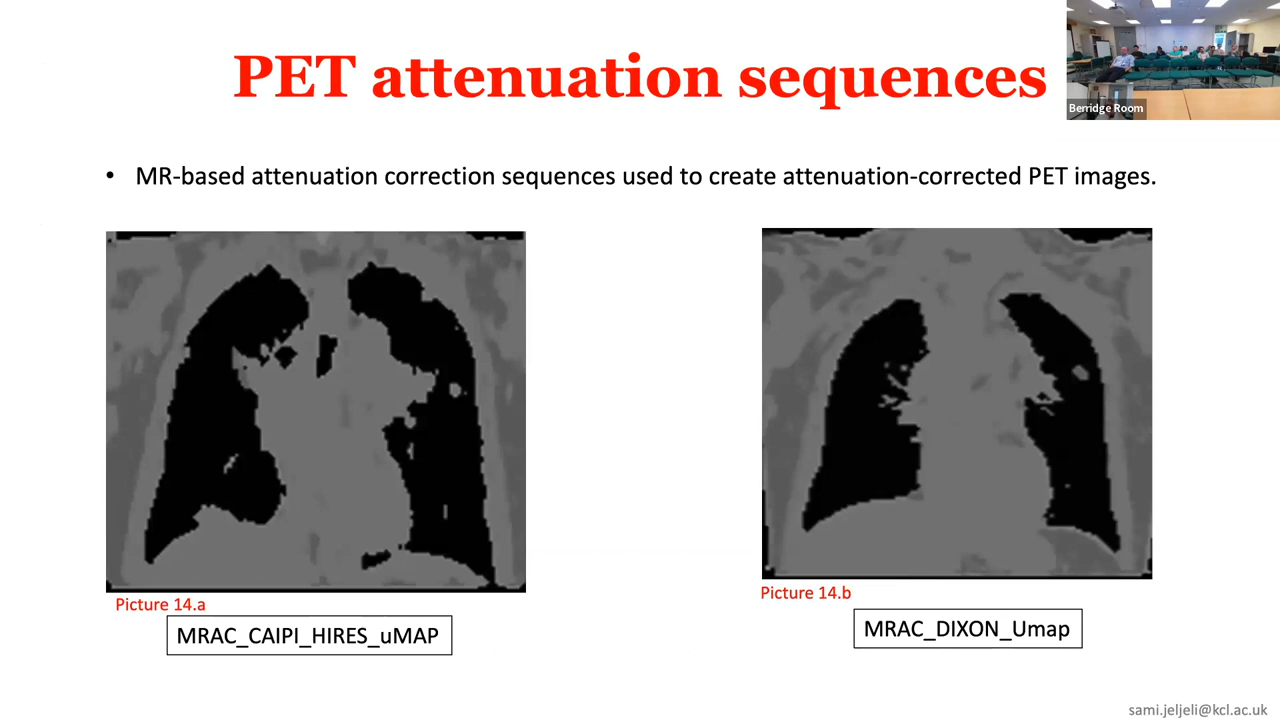 PET attenuation sequences
Berridge Room
• MR-based attenuation correction sequences used to create attenuation-corrected PET images.
Picture 14.a
MRAC_CAIPI_HIRES_uMAP
Picture 14.b
MRAC_DIXON_Umap
sami.jeljeli@kcl.ac.uk